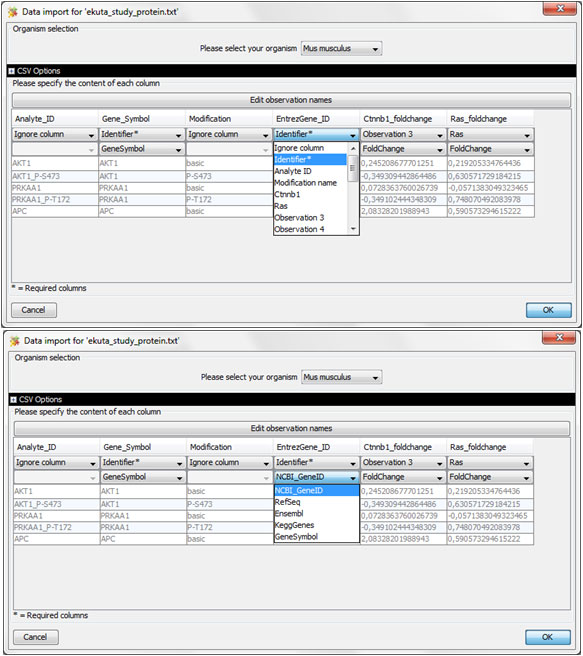 Data import for 'ekuta_study_protein.txt'
Organism selection
Please select your organism Mus musculus
CSV Options
Please specify the content of each column
Edit observation names
Analyte_ID Gene_Symbol Modification EntrezGene_ID Ctnnb1_foldchange Ras_foldchange
Ignore column Identifier* Ignore column Identifier* Observation 3 Ras
GeneSymbol Ignore column FoldChange FoldChange
AKT1 AKT1 basic Identifier* 0,245208677701251 0,219205334764436
AKT1_P-S473 AKT1 P-S473 Analyte ID -0,349309442864486 0,630571729184215
PRKAA1 PRKAA1 basic Modification name 0,0728363760026739 -0,0571383049323465
PRKAA1_P-T172 PRKAA1 P-T172 Ctnnb1 -0,349102444348309 0,748070492083978
APC APC basic Ras 2,08328201988943 0,590573294615222
Observation 3
Observation 4
* = Required columns
Cancel OK
Data import for 'ekuta_study_protein.txt'
Organism selection
Please select your organism Mus musculus
CSV Options
Please specify the content of each column
Edit observation names
Analyte_ID Gene_Symbol Modification EntrezGene_ID Ctnnb1_foldchange Ras_foldchange
Ignore column Identifier* Ignore column Identifier* Observation 3 Ras
GeneSymbol NCBI_GeneID FoldChange FoldChange
AKT1 AKT1 basic NCBI_GeneID 0,245208677701251 0,219205334764436
AKT1_P-S473 AKT1 P-S473 RefSeq -0,349309442864486 0,630571729184215
PRKAA1 PRKAA1 basic Ensembl 0,0728363760026739 -0,0571383049323465
PRKAA1_P-T172 PRKAA1 P-T172 KeggGenes -0,349102444348309 0,748070492083978
APC APC basic GeneSymbol 2,08328201988943 0,590573294615222
* = Required columns
Cancel OK